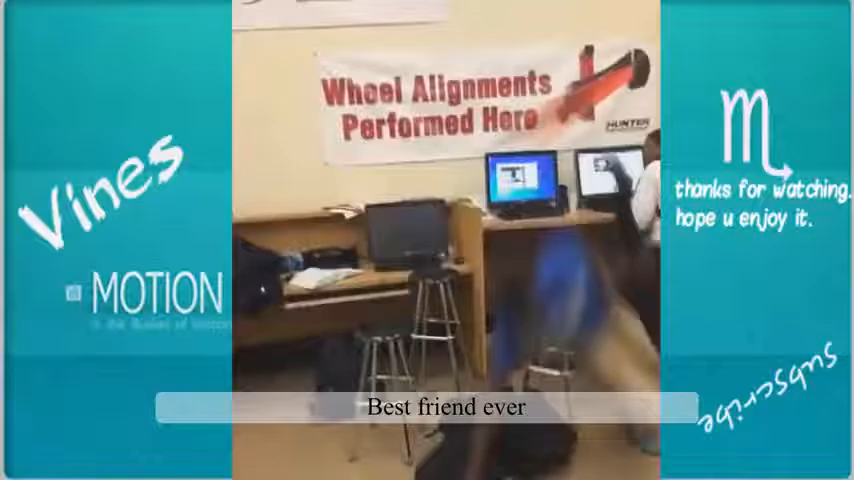 Vines
MOTION
Wheel Alignments
Performed Here
HUNTER
thanks for watching.
hope u enjoy it.
subscribe
Best friend ever